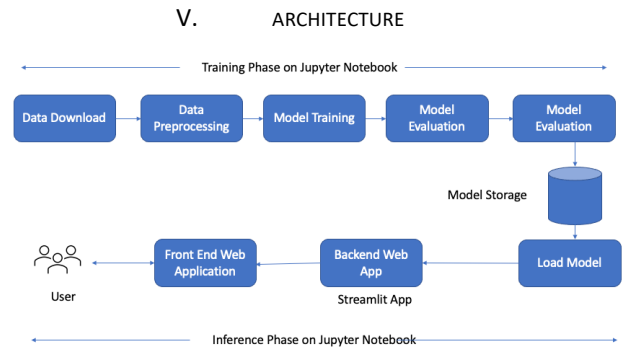 V. ARCHITECTURE
Training Phase on Jupyter Notebook
Data Download
Data
Preprocessing
Model Training
Model
Evaluation
Model
Evaluation
Model Storage
Load Model
Backend Web
App
Streamlit App
Front End Web
Application
User
Inference Phase on Jupyter Notebook